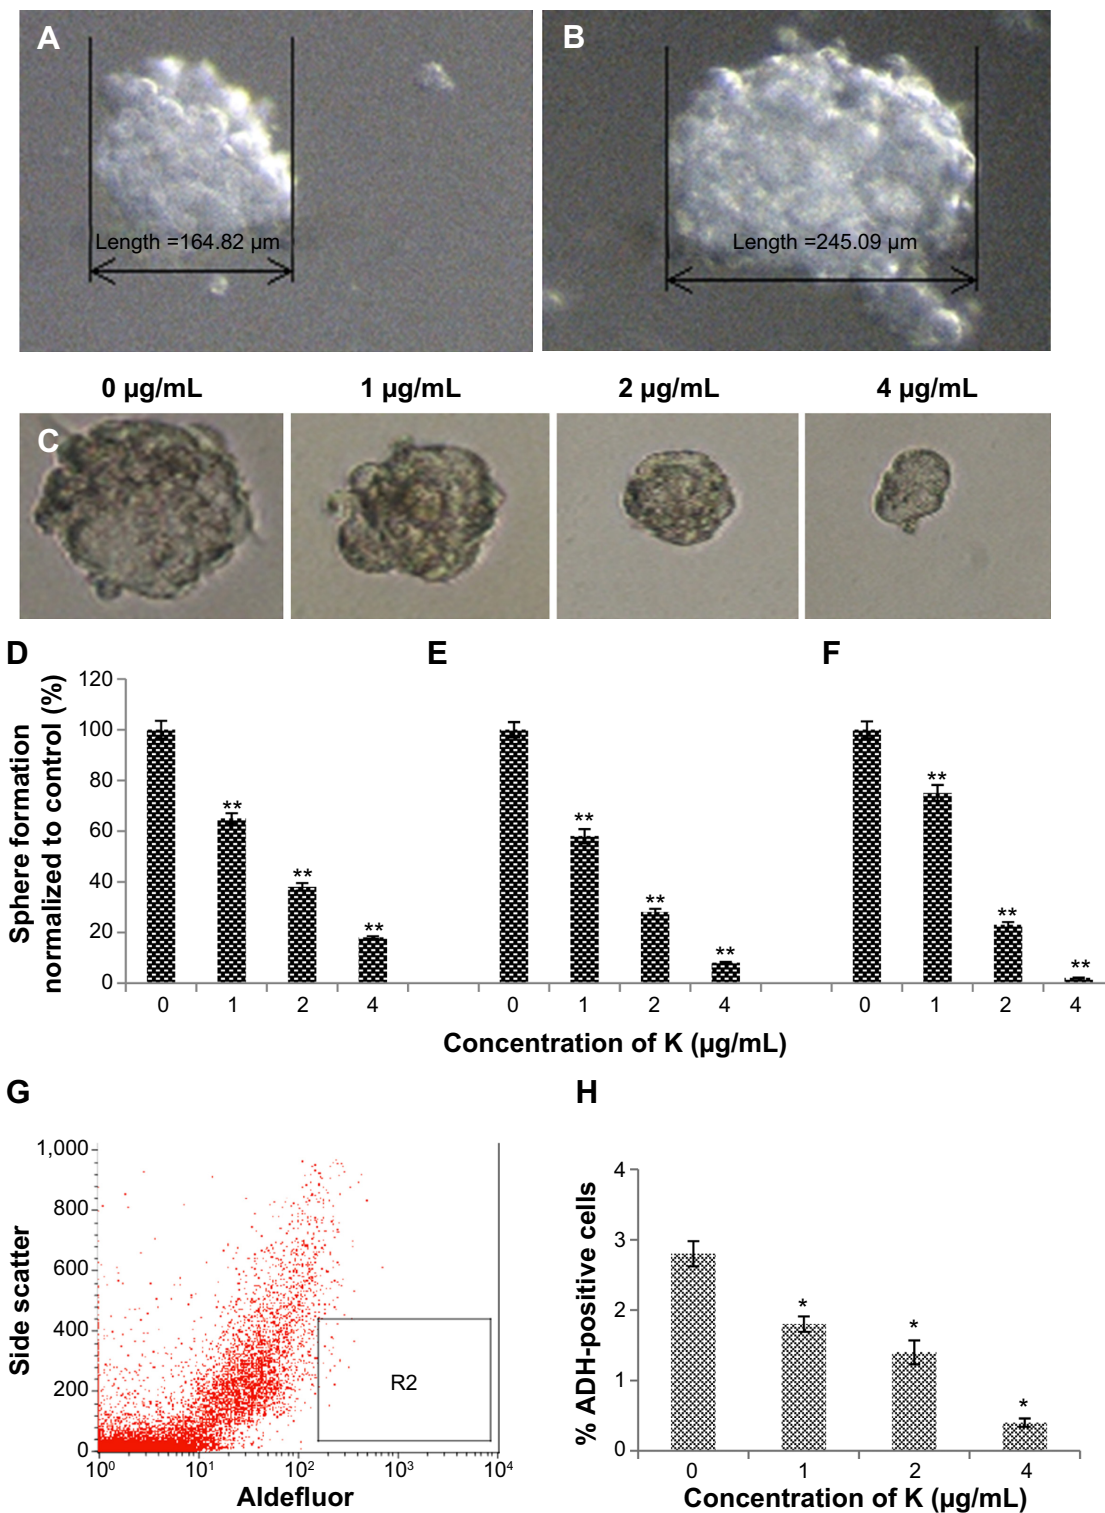 A
B
Length =164.82 µm
Length =245.09 µm
0 µg/mL
1 µg/mL
2 µg/mL
4 µg/mL
C
D
E
F
Sphere formation
normalized to control (%)
120
100
80
60
40
20
0
**
**
**
**
**
**
**
**
**
0
1
2
4
0
1
2
4
0
1
2
4
Concentration of K (µg/mL)
G
H
Side scatter
1,000
800
600
400
200
0
R2
10⁰
10¹
10²
10³
10⁴
Aldefluor
% ADH-positive cells
4
3
2
1
0
*
*
*
0
1
2
4
Concentration of K (µg/mL)